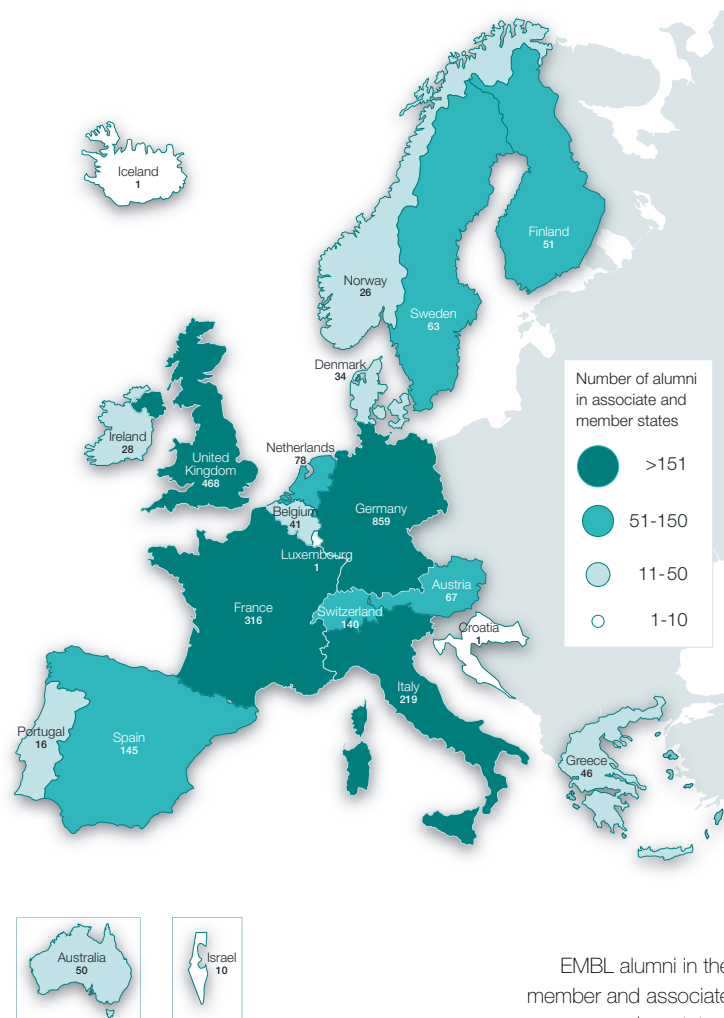 Iceland
1
Finland
51
Norway
26
Sweden
63
Denmark
34
Number of alumni
in associate and
member states
>151
51-150
11-50
1-10
Ireland
28
United
Kingdom
468
Netherlands
78
Belgium
41
Germany
859
Luxembourg
1
Austria
67
France
316
Switzerland
140
Croatia
1
Italy
219
Portugal
16
Spain
145
Greece
46
Australia
50
Israel
10
EMBL alumni in the
member and associate